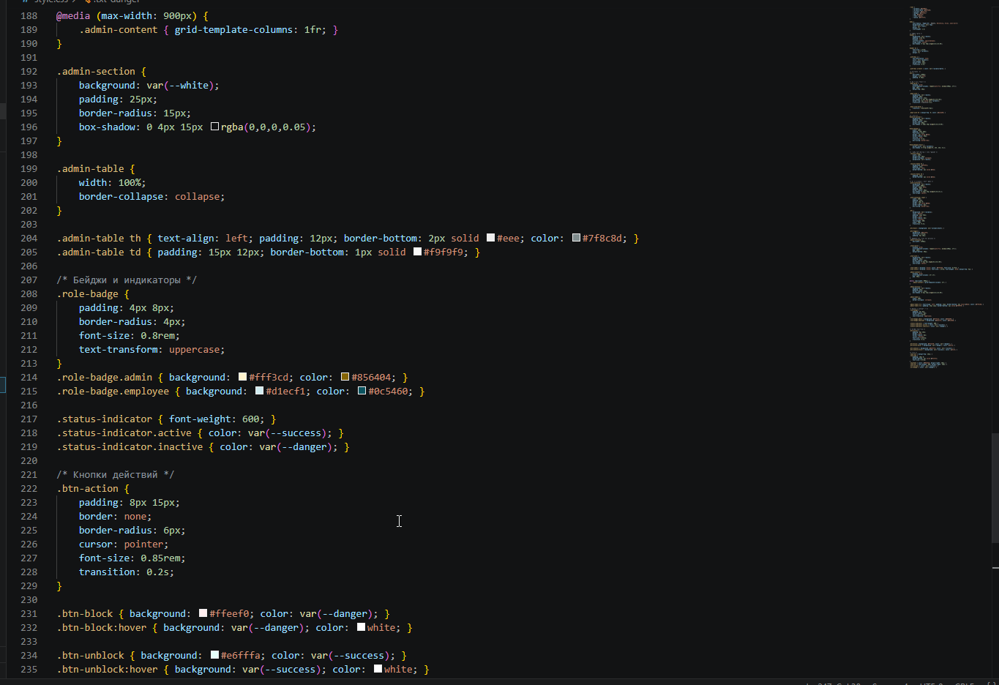 style.css > .txt-danger
188 @media (max-width: 900px) {
189 .admin-content { grid-template-columns: 1fr; }
190 }
191
192 .admin-section {
193 background: var(--white);
194 padding: 25px;
195 border-radius: 15px;
196 box-shadow: 0 4px 15px rgba(0,0,0,0.05);
197 }
198
199 .admin-table {
200 width: 100%;
201 border-collapse: collapse;
202 }
203
204 .admin-table th { text-align: left; padding: 12px; border-bottom: 2px solid #eee; color: #7f8c8d; }
205 .admin-table td { padding: 15px 12px; border-bottom: 1px solid #f9f9f9; }
206
207 /* Бейджи и индикаторы */
208 .role-badge {
209 padding: 4px 8px;
210 border-radius: 4px;
211 font-size: 0.8rem;
212 text-transform: uppercase;
213 }
214 .role-badge.admin { background: #fff3cd; color: #856404; }
215 .role-badge.employee { background: #d1ecf1; color: #0c5460; }
216
217 .status-indicator { font-weight: 600; }
218 .status-indicator.active { color: var(--success); }
219 .status-indicator.inactive { color: var(--danger); }
220
221 /* Кнопки действий */
222 .btn-action {
223 padding: 8px 15px;
224 border: none;
225 border-radius: 6px;
226 cursor: pointer;
227 font-size: 0.85rem;
228 transition: 0.2s;
229 }
230
231 .btn-block { background: #ffeef0; color: var(--danger); }
232 .btn-block:hover { background: var(--danger); color: white; }
233
234 .btn-unblock { background: #e6fffa; color: var(--success); }
235 .btn-unblock:hover { background: var(--success); color: white; }